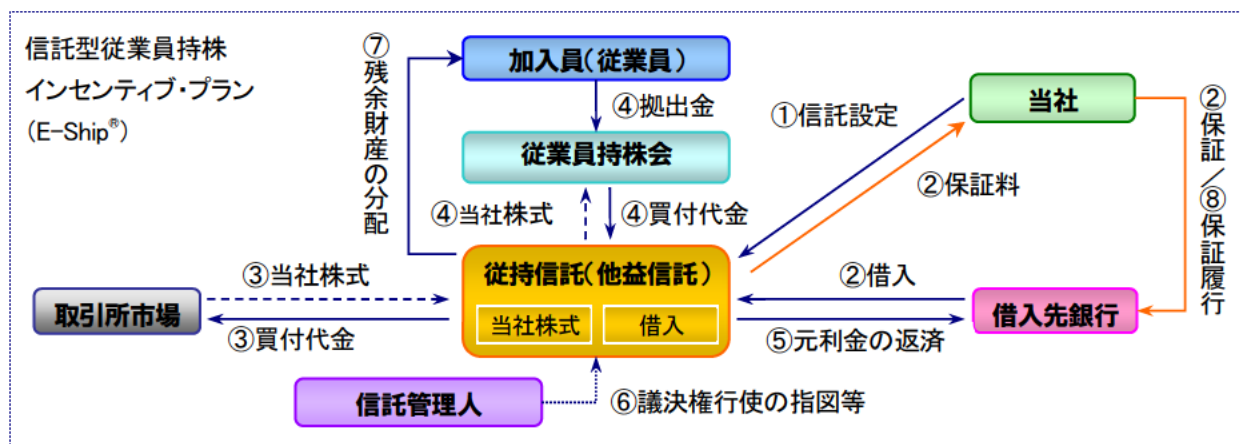 信託型従業員持株
インセンティブ・プラン
(E-Ship®)
⑦残余財産の分配
加入員(従業員)
④拠出金
従業員持株会
④当社株式
④買付代金
当社
①信託設定
②保証料
②保証/⑧保証履行
取引所市場
③当社株式
③買付代金
従持信託(他益信託)
当社株式
借入
②借入
⑤元利金の返済
借入先銀行
信託管理人
⑥議決権行使の指図等